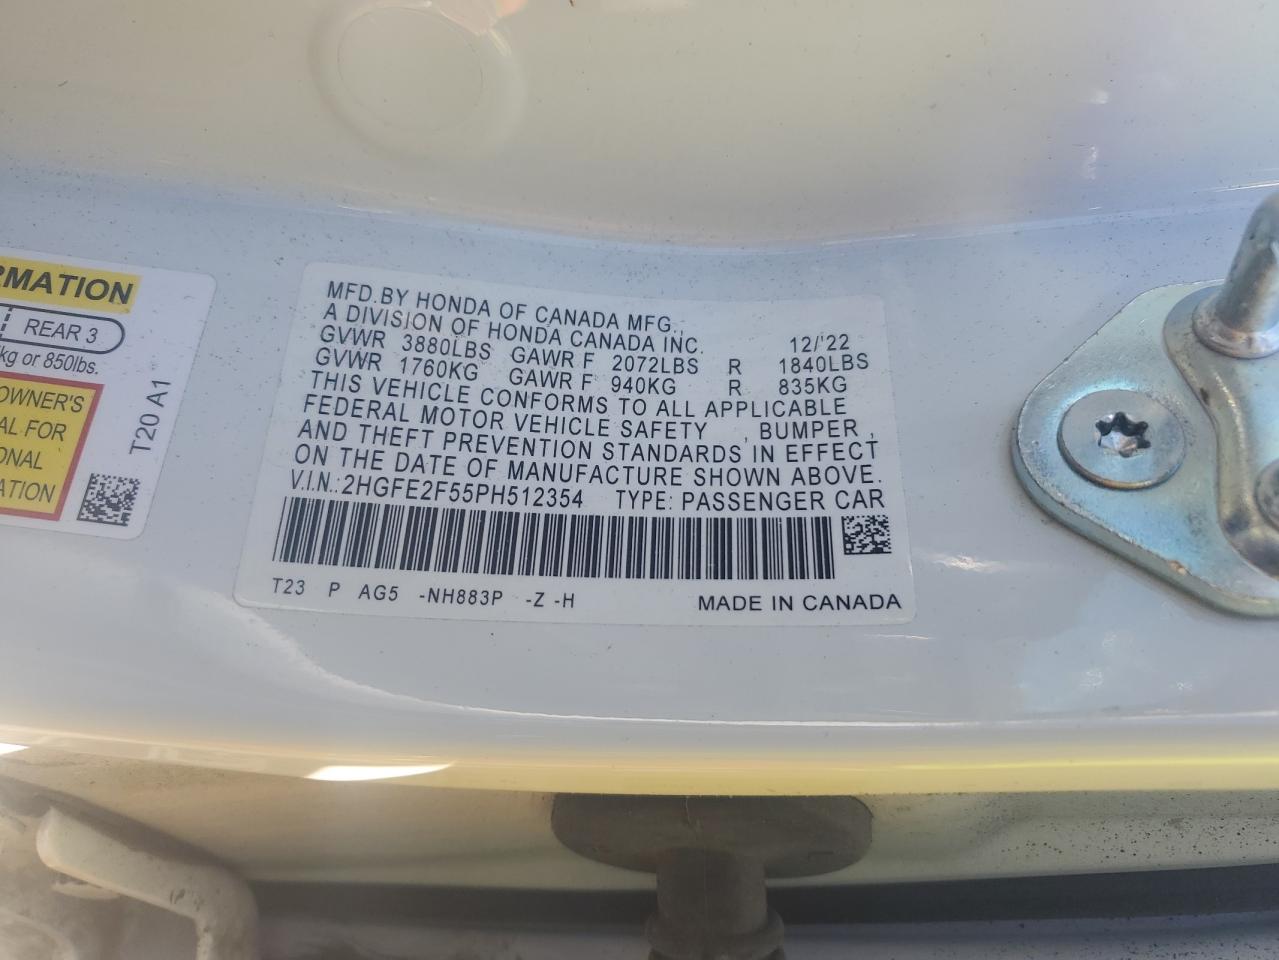 RMATION
REAR 3
kg or 850lbs.
OWNER'S
AL FOR
ONAL
ATION
T20 A1
MFD.BY HONDA OF CANADA MFG.,
A DIVISION OF HONDA CANADA INC. 12/'22
GVWR 3880LBS GAWR F 2072LBS R 1840LBS
GVWR 1760KG GAWR F 940KG R 835KG
THIS VEHICLE CONFORMS TO ALL APPLICABLE
FEDERAL MOTOR VEHICLE SAFETY , BUMPER,
AND THEFT PREVENTION STANDARDS IN EFFECT
ON THE DATE OF MANUFACTURE SHOWN ABOVE.
V.I.N.:2HGFE2F55PH512354 TYPE: PASSENGER CAR
T23 P AG5 -NH883P -Z -H MADE IN CANADA